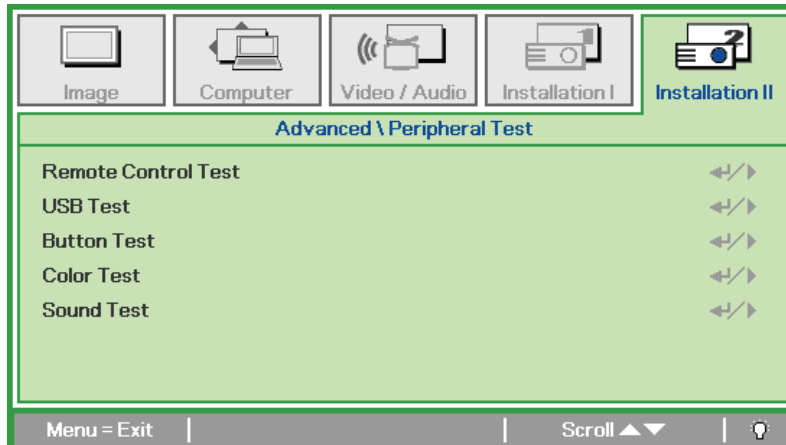 Image Computer Video / Audio Installation I Installation II
Advanced \ Peripheral Test
Remote Control Test
USB Test
Button Test
Color Test
Sound Test
Menu = Exit Scroll